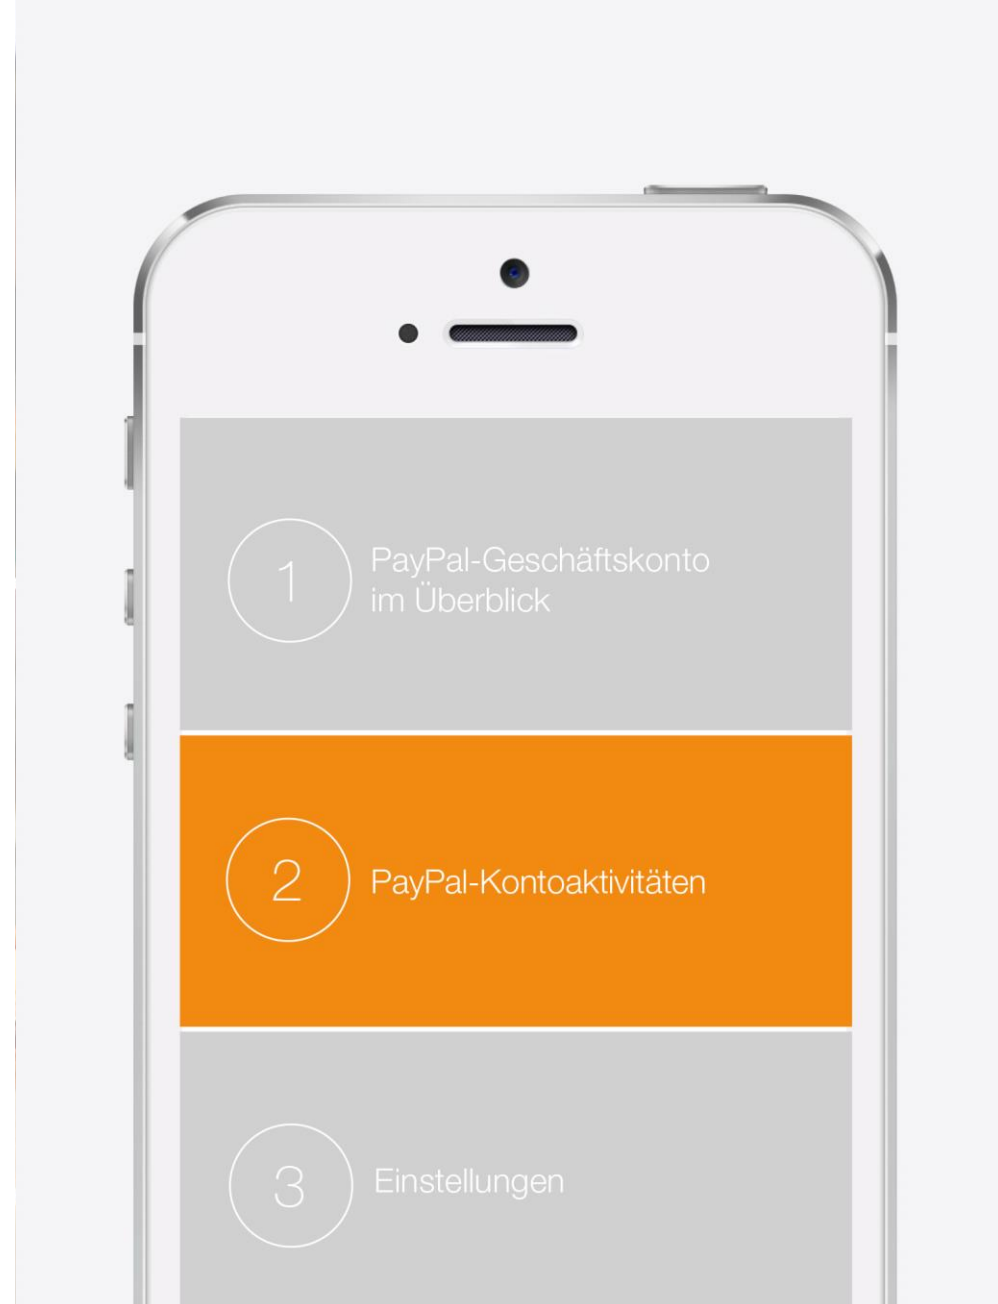 1
PayPal-Geschäftskonto
im Überblick
2
PayPal-Kontoaktivitäten
3
Einstellungen